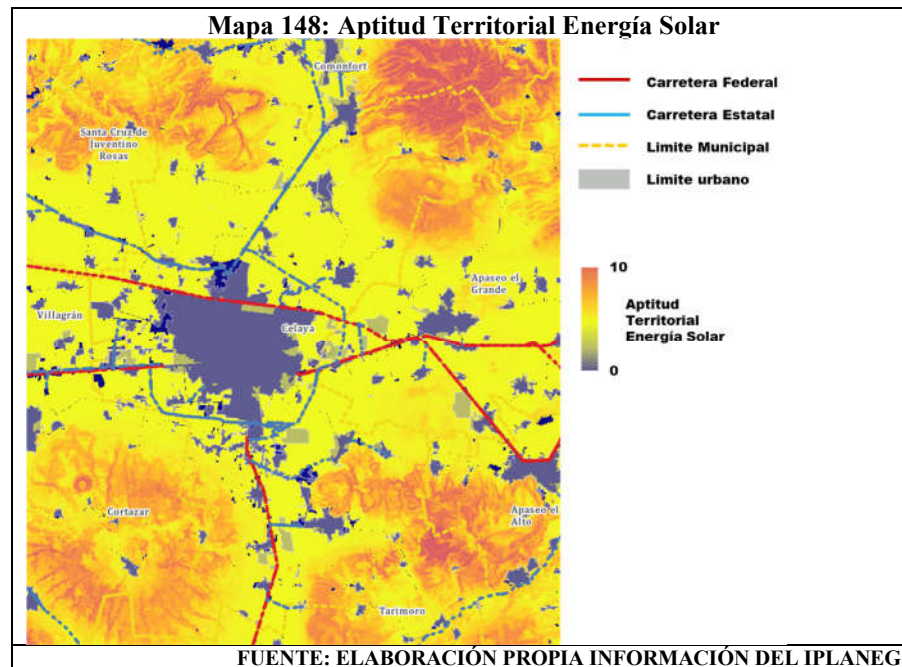 Mapa 148: Aptitud Territorial Energía Solar
Comonfort
Santa Cruz de
Juventino
Rosas
Apaseo el
Grande
Villagrán
Celaya
Cortazar
Apaseo el
Alto
Tarimoro
Carretera Federal
Carretera Estatal
Limite Municipal
Limite urbano
10
Aptitud
Territorial
Energía Solar
0
FUENTE: ELABORACIÓN PROPIA INFORMACIÓN DEL IPLANEG